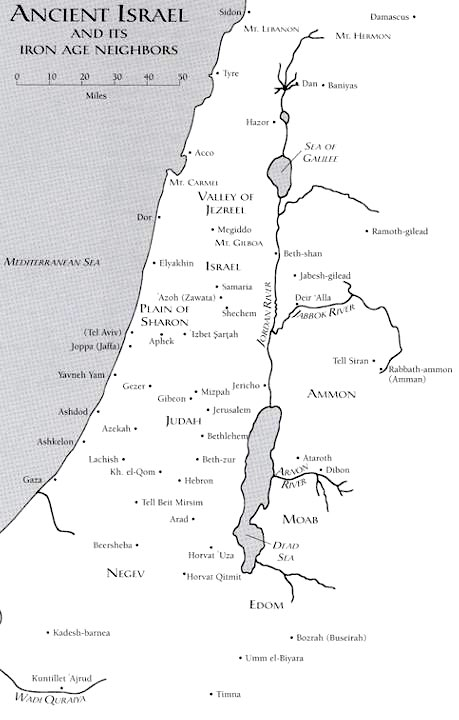 ANCIENT ISRAEL
AND ITS
IRON AGE NEIGHBORS
0 10 20 30 40 50
Miles
Sidon
Damascus
MT. LEBANON
MT. HERMON
Tyre
Dan
Baniyas
Hazor
SEA OF
GALILEE
Acco
MT. CARMEL
VALLEY OF
JEZREEL
Dor
Megiddo
Ramoth-gilead
MT. GILBOA
MEDITERRANEAN SEA
Elyakhin
Beth-shan
ISRAEL
Jabesh-gilead
Samaria
'Azoh (Zawata)
Deir 'Alla
Shechem
JABBOK RIVER
JORDAN RIVER
PLAIN OF
SHARON
(Tel Aviv)
Aphek
Izbet Ṣarṭah
Joppa (Jaffa)
Tell Siran
Rabbath-ammon
(Amman)
Yavneh Yam
Gezer
Mizpah
Jericho
AMMON
Gibeon
Ashdod
Jerusalem
JUDAH
Azekah
Bethlehem
Ashkelon
Lachish
Beth-zur
Ataroth
Kh. el-Qom
Dibon
ARNON
RIVER
Gaza
Hebron
Tell Beit Mirsim
Arad
MOAB
Beersheba
Horvat 'Uza
DEAD
SEA
NEGEV
Horvat Qitmit
EDOM
Kadesh-barnea
Bozrah (Buseirah)
Umm el-Biyara
Kuntillet 'Ajrud
WADI QURAIYA
Timna